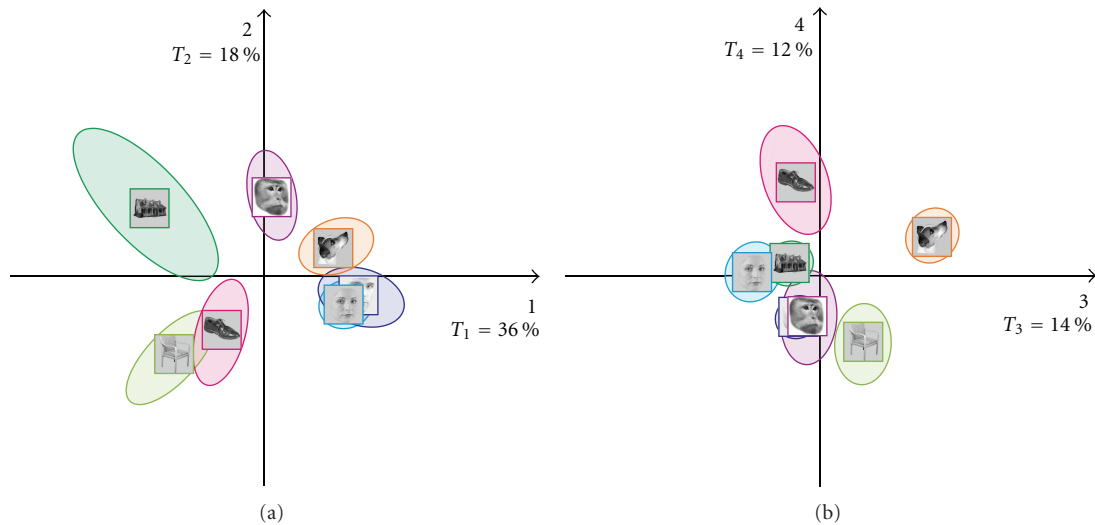 2
T₂ = 18 %
1
T₁ = 36 %
(a)
4
T₄ = 12 %
3
T₃ = 14 %
(b)